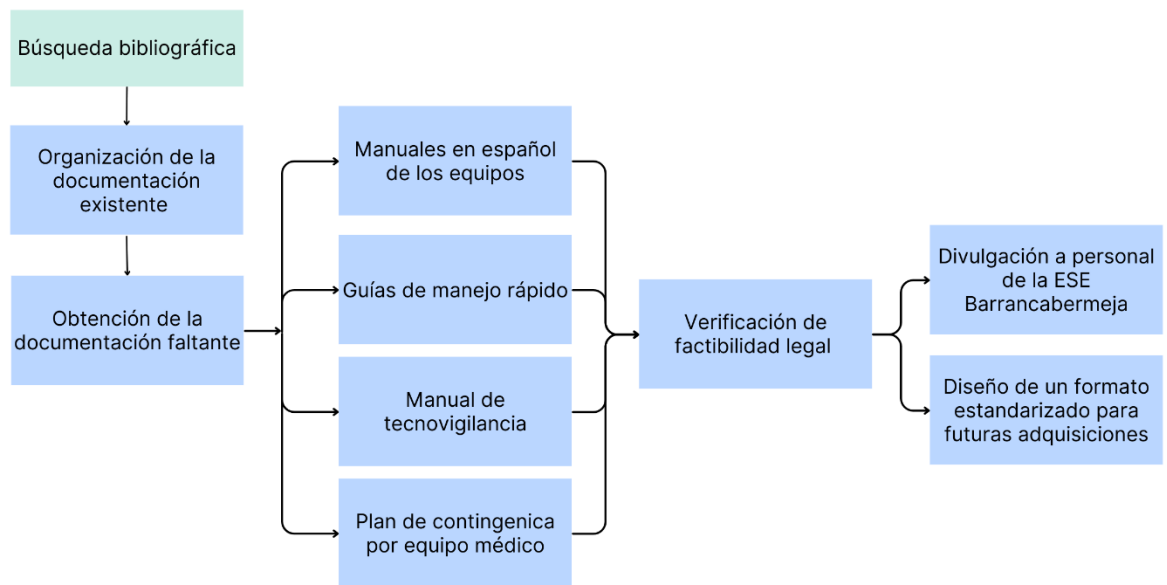 Búsqueda bibliográfica
Organización de la
documentación
existente
Obtención de la
documentación faltante
Manuales en español
de los equipos
Guías de manejo rápido
Manual de
tecnovigilancia
Plan de contingenica
por equipo médico
Verificación de
factibilidad legal
Divulgación a personal
de la ESE
Barrancabermeja
Diseño de un formato
estandarizado para
futuras adquisiciones